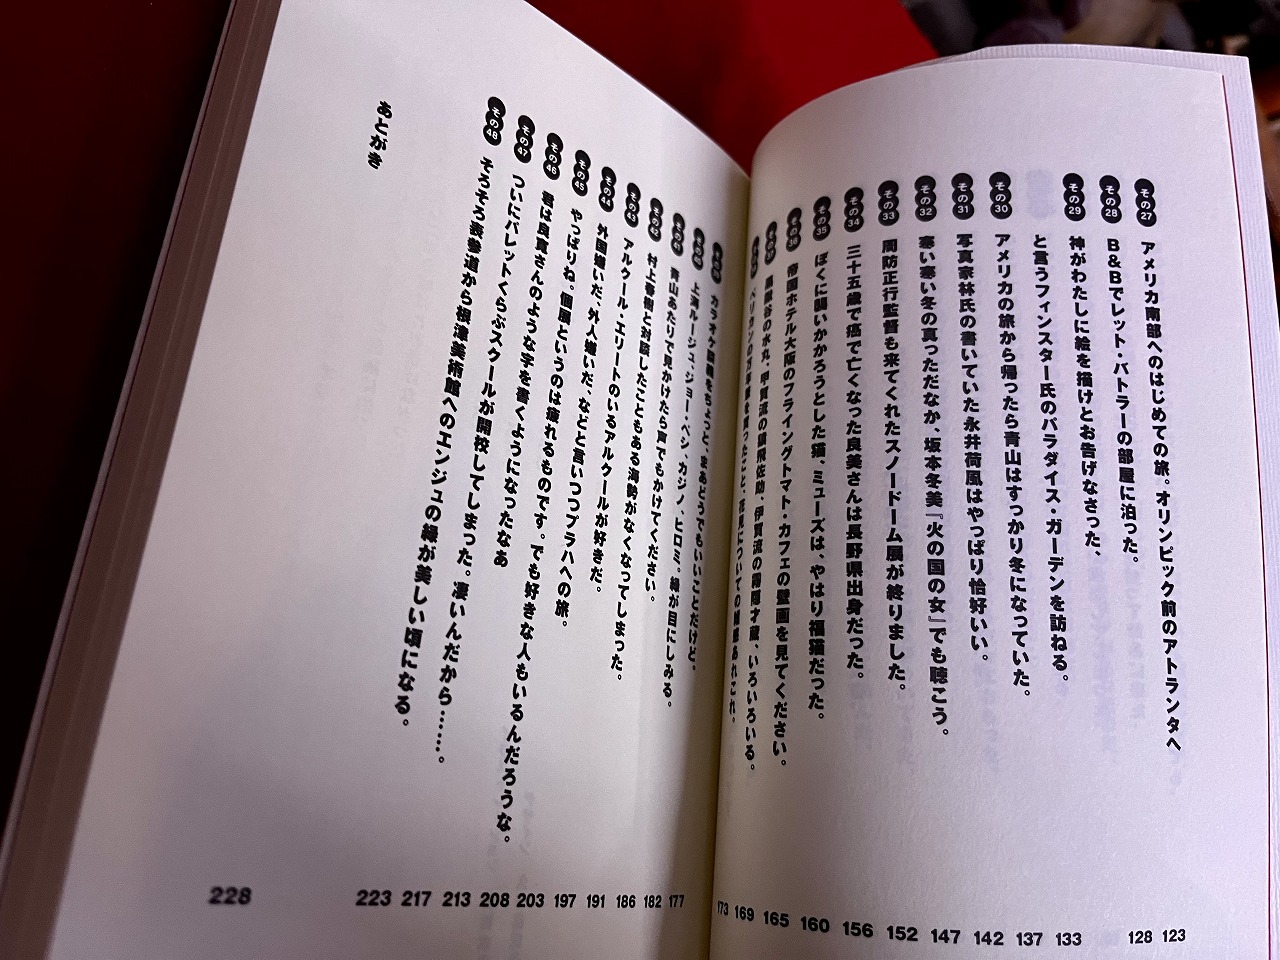 その27 アメリカ南部へのはじめての旅。オリンピック前のアトランタへ
その28 B&Bでレット・バトラーの部屋に泊った。
その29 神がわたしに絵を描けとお告げなさった、
と言うフィンスター氏のパラダイス・ガーデンを訪ねる。
その30 アメリカの旅から帰ったら青山はすっかり冬になっていた。
その31 写真家林氏の書いていた永井荷風はやっぱり恰好いい。
その32 寒い寒い冬の真っただなか、坂本冬美『火の国の女』でも聴こう。
その33 周防正行監督も来てくれたスノードーム展が終りました。
その34 三十五歳で癌で亡くなった良美さんは長野県出身だった。
その35 ぼくに襲いかかろうとした猫、ミューズは、やはり福猫だった。
その36 帝国ホテル大阪のフライングトマト・カフェの壁画を見てください。
の水丸、甲賀流の猿飛佐助、伊賀流の霧隠才蔵、いろいろいる。
ペリカンの万年筆を買ったことと、花見についてのあれこれ。
123
128
133
137
142
147
152
156
160
165
169
173
カラオケ をちょっと、まあどうでもいいことだけど。
上海ルージュ、ジョー・ペシ、カジノ、ヒロミ。緑が目にしみる。
青山あたりで見かけたら声でもかけてください。
その42 村上春樹と対談したこともある海勢がなくなってしまった。
その43 アルクール・エリートのいるアルクールが好きだ。
その44 外国嫌いだ、外人嫌いだ、などと言いつつプラハへの旅。
その45 やっぱりね。個展というのは疲れるものです。でも好きな人もいるんだろうな。
その46 君は良寛さんのような字を書くようになったなあ
その47 ついにパレットくらぶスクールが開校してしまった。凄いんだから……。
その48 そろそろ表参道から根津美術館へのエンジュの緑が美しい頃になる。
あとがき
177
182
186
191
197
203
208
213
217
223
228